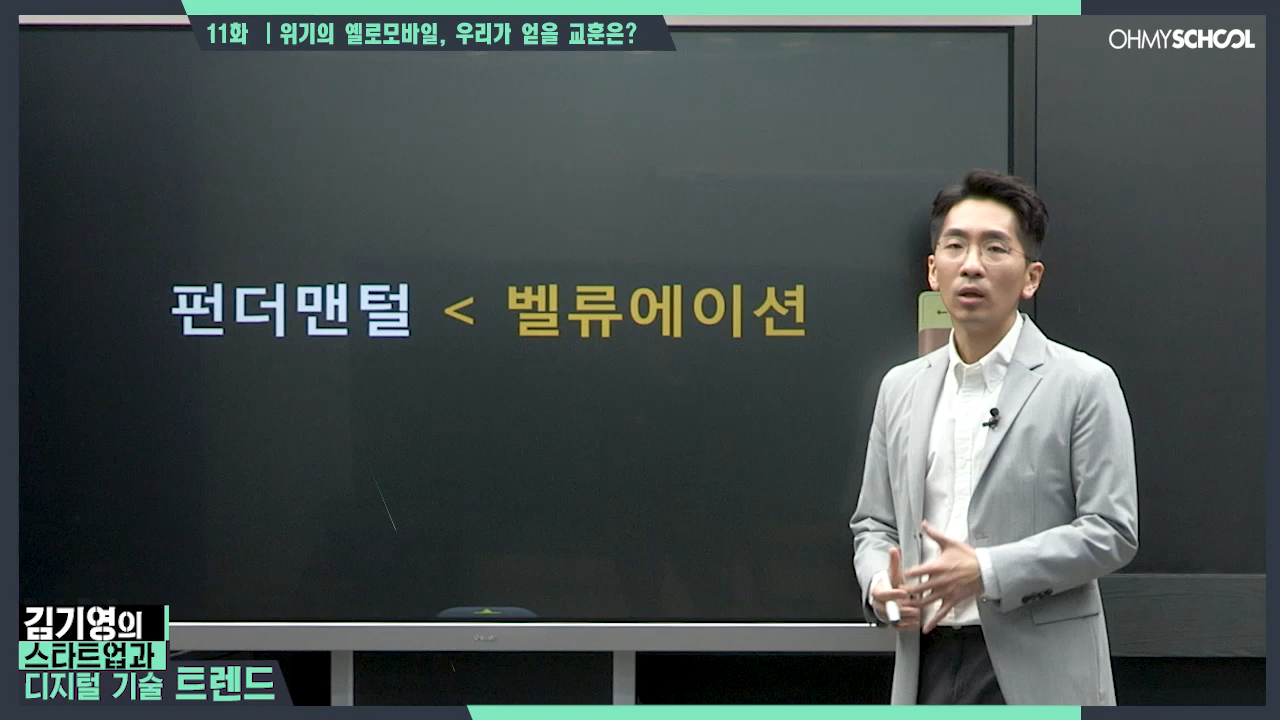 11화 | 위기의 옐로모바일, 우리가 얻을 교훈은?
OHMYSCHOOL
펀더맨털 < 벨류에이션
김기영의
스타트업과
디지털 기술 트렌드